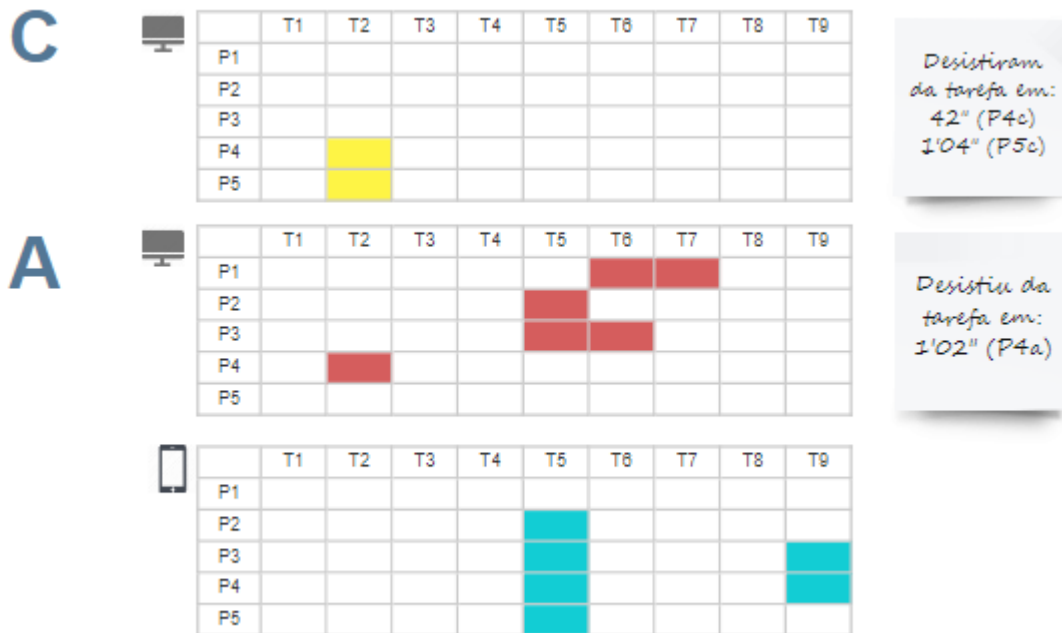 C
T1 T2 T3 T4 T5 T6 T7 T8 T9
P1
P2
P3
P4
P5
Desistiram
da tarefa em:
42" (P4c)
1'04" (P5c)
A
T1 T2 T3 T4 T5 T6 T7 T8 T9
P1
P2
P3
P4
P5
Desistiu da
tarefa em:
1'02" (P4a)
T1 T2 T3 T4 T5 T6 T7 T8 T9
P1
P2
P3
P4
P5